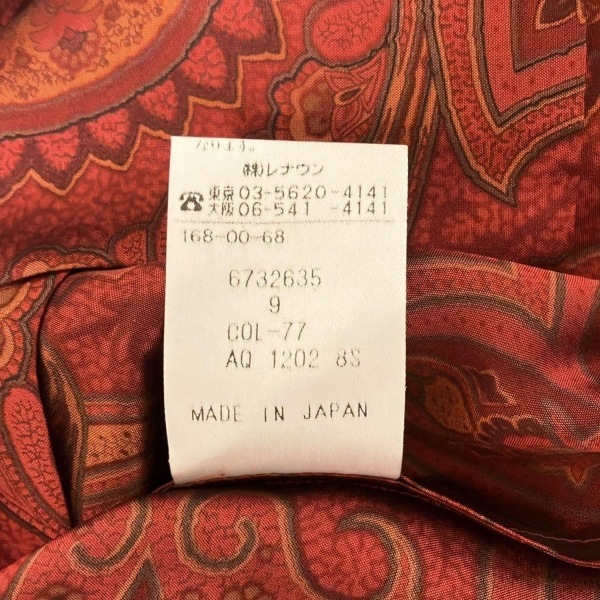 なります。
(株)レナウン
☎東京03-5620-4141
大阪06-541 -4141
168-00-68
6732635
9
COL-77
AQ 1202 8S
MADE IN JAPAN